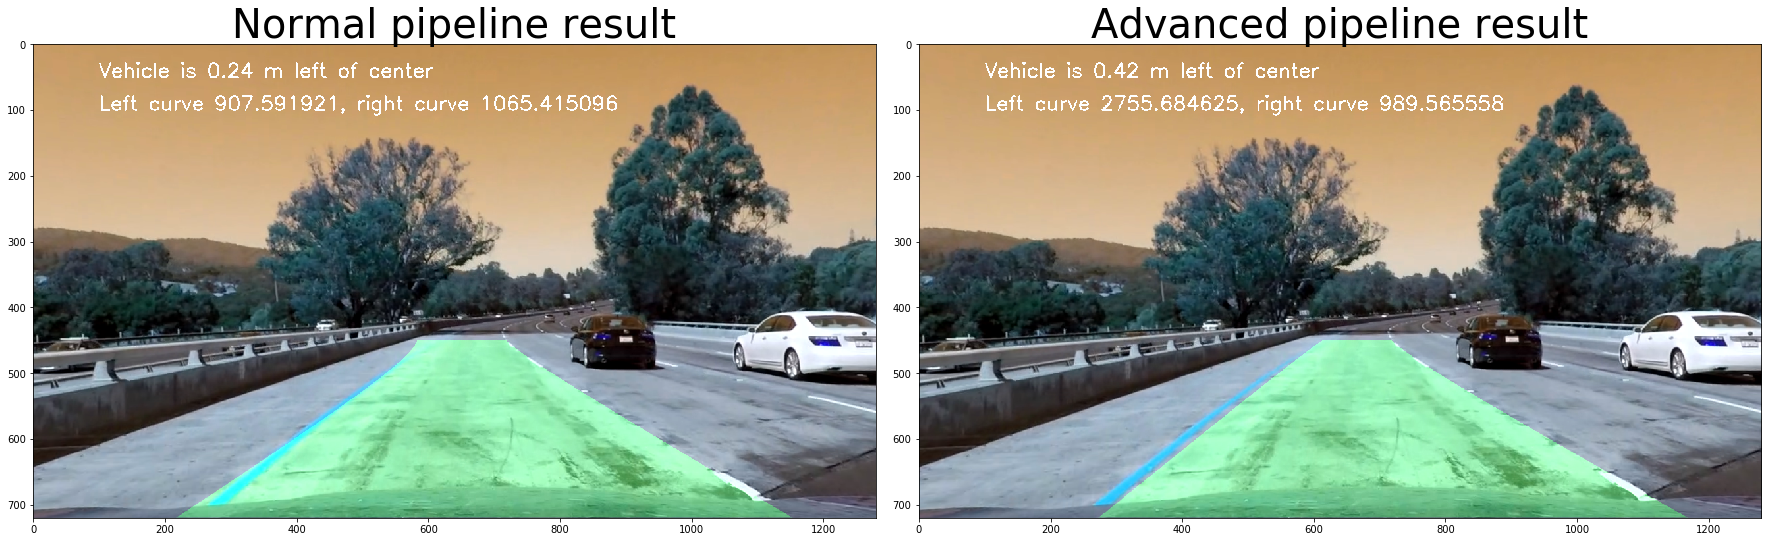 Normal pipeline result
Vehicle is 0.24 m left of center
Left curve 907.591921, right curve 1065.415096
0
100
200
300
400
500
600
700
0 200 400 600 800 1000 1200
Advanced pipeline result
Vehicle is 0.42 m left of center
Left curve 2755.684625, right curve 989.565558
0
100
200
300
400
500
600
700
0 200 400 600 800 1000 1200